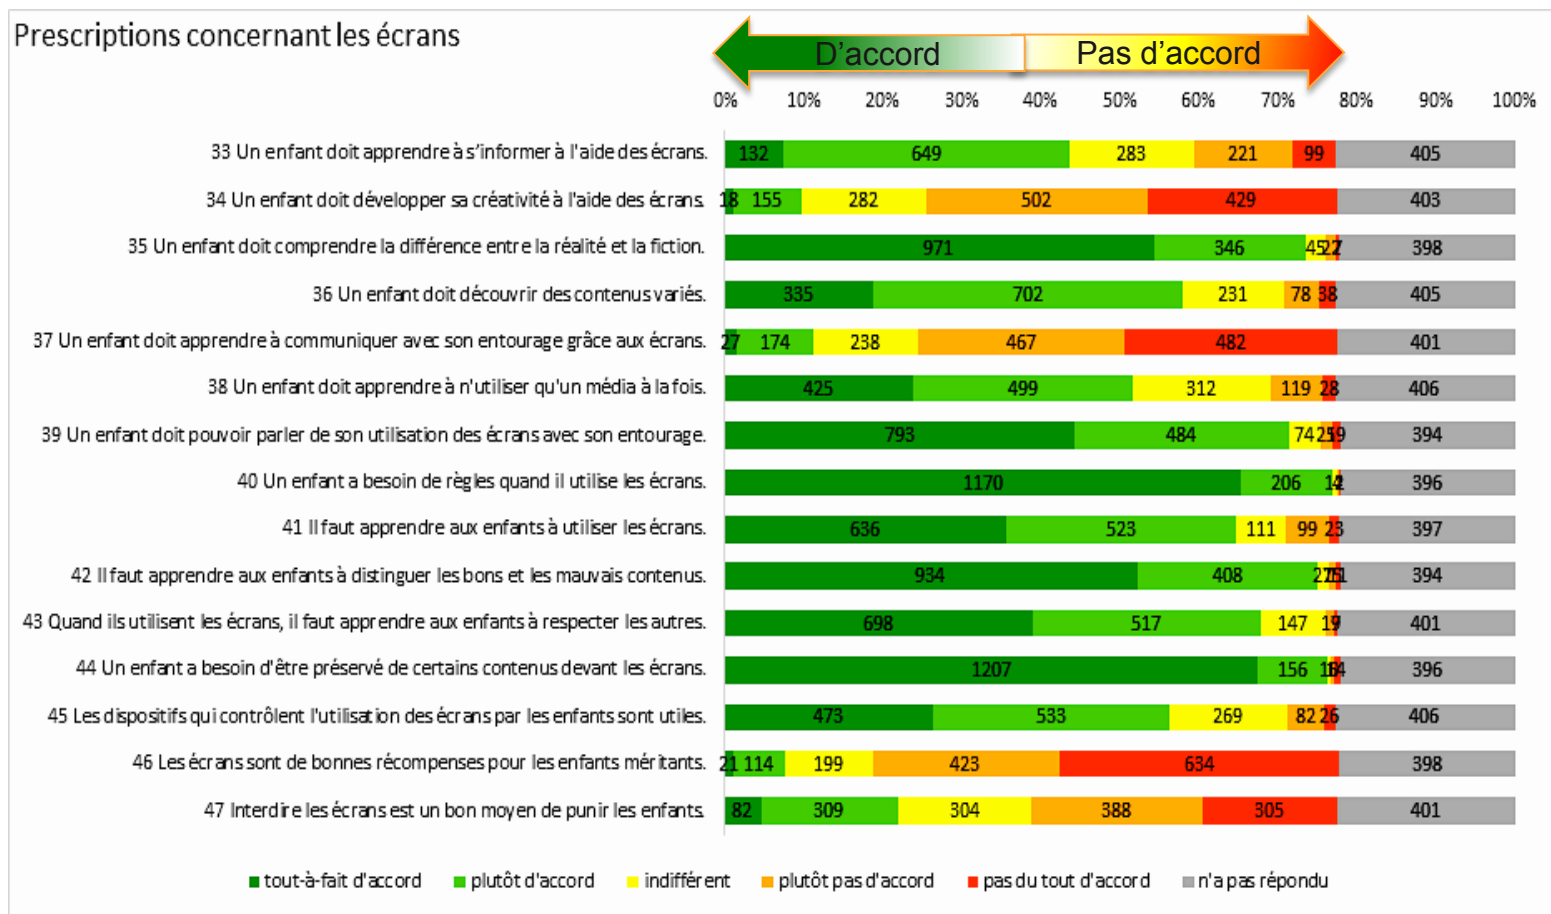 Prescriptions concernant les écrans
D'accord
Pas d'accord
0% 10% 20% 30% 40% 50% 60% 70% 80% 90% 100%
33 Un enfant doit apprendre à s'informer à l'aide des écrans. 132 649 283 221 99 405
34 Un enfant doit développer sa créativité à l'aide des écrans. 18 155 282 502 429 403
35 Un enfant doit comprendre la différence entre la réalité et la fiction. 971 346 45 22 7 398
36 Un enfant doit découvrir des contenus variés. 335 702 231 78 38 405
37 Un enfant doit apprendre à communiquer avec son entourage grâce aux écrans. 27 174 238 467 482 401
38 Un enfant doit apprendre à n'utiliser qu'un média à la fois. 425 499 312 119 28 406
39 Un enfant doit pouvoir parler de son utilisation des écrans avec son entourage. 793 484 74 25 19 394
40 Un enfant a besoin de règles quand il utilise les écrans. 1170 206 396
41 Il faut apprendre aux enfants à utiliser les écrans. 636 523 111 99 23 397
42 Il faut apprendre aux enfants à distinguer les bons et les mauvais contenus. 934 408 27 15 11 394
43 Quand ils utilisent les écrans, il faut apprendre aux enfants à respecter les autres. 698 517 147 19 7 401
44 Un enfant a besoin d'être préservé de certains contenus devant les écrans. 1207 156 14 396
45 Les dispositifs qui contrôlent l'utilisation des écrans par les enfants sont utiles. 473 533 269 82 26 406
46 Les écrans sont de bonnes récompenses pour les enfants méritants. 21 114 199 423 634 398
47 Interdire les écrans est un bon moyen de punir les enfants. 82 309 304 388 305 401
tout-à-fait d'accord plutôt d'accord indifférent plutôt pas d'accord pas du tout d'accord n'a pas répondu